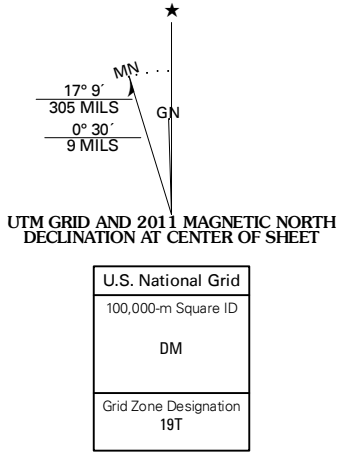 ★
MN
GN
17° 9´
305 MILS
0° 30´
9 MILS
UTM GRID AND 2011 MAGNETIC NORTH
DECLINATION AT CENTER OF SHEET
U.S. National Grid
100,000-m Square ID
DM
Grid Zone Designation
19T